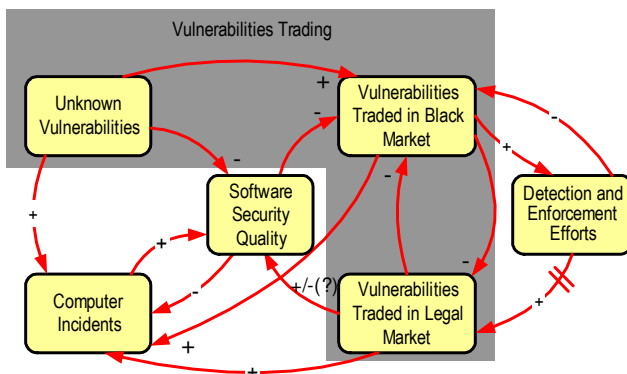 Vulnerabilities Trading
Unknown
Vulnerabilities
+
-
Vulnerabilities
Traded in Black
Market
-
+
-
Software
Security
Quality
-
Detection and
Enforcement
Efforts
+
+
-
+/-(?)
-
Computer
Incidents
Vulnerabilities
Traded in Legal
Market
+
+
+